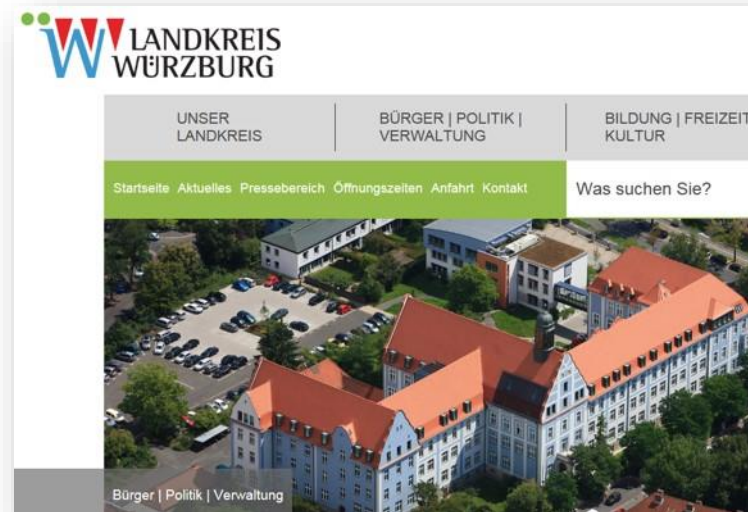 LANDKREIS
WÜRZBURG
UNSER
LANDKREIS
BÜRGER | POLITIK |
VERWALTUNG
BILDUNG | FREIZEIT
KULTUR
Startseite Aktuelles Pressebereich Öffnungszeiten Anfahrt Kontakt
Was suchen Sie?
Bürger | Politik | Verwaltung